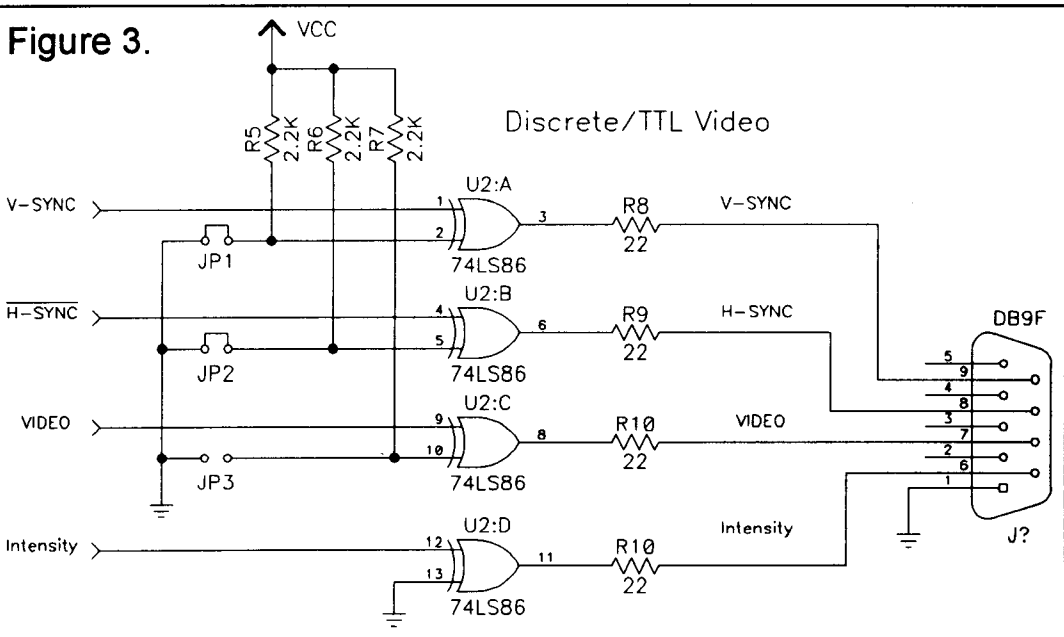 Figure 3.
VCC
Discrete/TTL Video
R5
2.2K
R6
2.2K
R7
2.2K
V-SYNC
JP1
1
2
U2:A
3
74LS86
R8
22
V-SYNC
H-SYNC
JP2
4
5
U2:B
6
74LS86
R9
22
H-SYNC
VIDEO
JP3
9
10
U2:C
8
74LS86
R10
22
VIDEO
Intensity
12
13
U2:D
11
74LS86
R10
22
Intensity
DB9F
5
9
4
8
3
7
2
6
1
J?